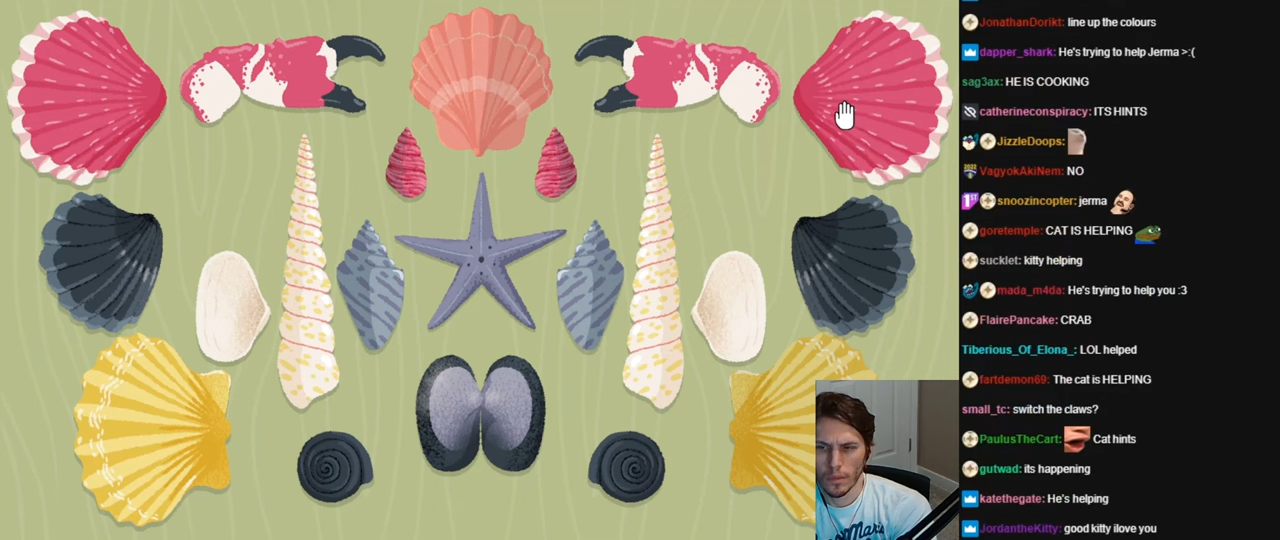 JonathanDorikt: line up the colours
dapper_shark: He's trying to help Jerma >:(
sag3ax: HE IS COOKING
catherineconspiracy: ITS HINTS
JizzleDoops:
VagyokAkiNem: NO
snoozincopter: jerma
goretemple: CAT IS HELPING
sucklet: kitty helping
mada_m4da: He's trying to help you :3
FlairePancake: CRAB
Tiberious_Of_Elona_: LOL helped
fartdemon69: The cat is HELPING
small_tc: switch the claws?
PaulusTheCart: Cat hints
gutwad: its happening
katethegate: He's helping
JordantheKitty: good kitty ilove you